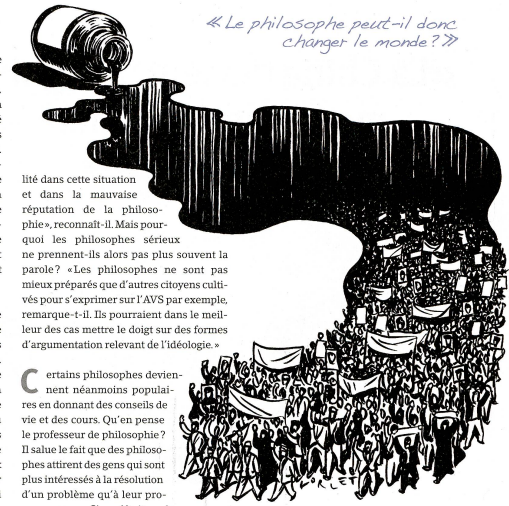 « Le philosophe peut-il donc
changer le monde ? »
lité dans cette situation
et dans la mauvaise
réputation de la philoso-
phie», reconnaît-il. Mais pour-
quoi les philosophes sérieux
ne prennent-ils alors pas plus souvent la
parole? «Les philosophes ne sont pas
mieux préparés que d'autres citoyens culti-
vés pour s'exprimer sur l'AVS par exemple,
remarque-t-il. Ils pourraient dans le meil-
leur des cas mettre le doigt sur des formes
d'argumentation relevant de l'idéologie.»
Certains philosophes devien-
nent néanmoins populai-
res en donnant des conseils de
vie et des cours. Qu'en pense
le professeur de philosophie?
Il salue le fait que des philoso-
phes attirent des gens qui sont
plus intéressés à la résolution
d'un problème qu'à leur pro-